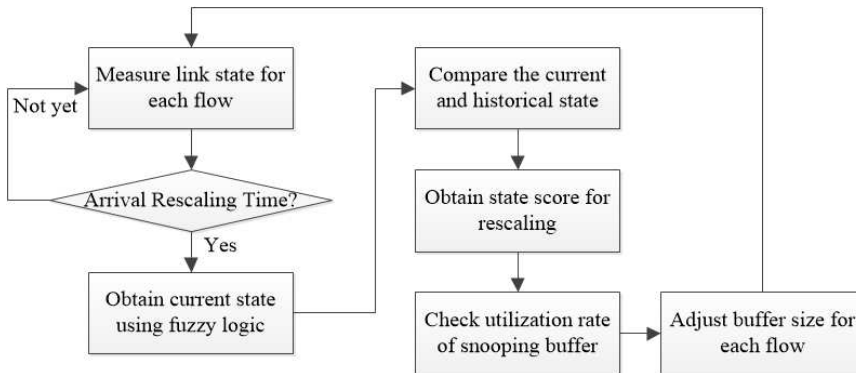 Measure link state for
each flow
Not yet
Arrival Rescaling Time?
Yes
Obtain current state
using fuzzy logic
Compare the current
and historical state
Obtain state score for
rescaling
Check utilization rate
of snooping buffer
Adjust buffer size for
each flow